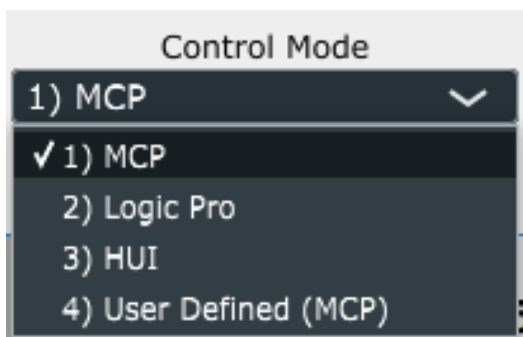 Control Mode
1) MCP
✓ 1) MCP
2) Logic Pro
3) HUI
4) User Defined (MCP)